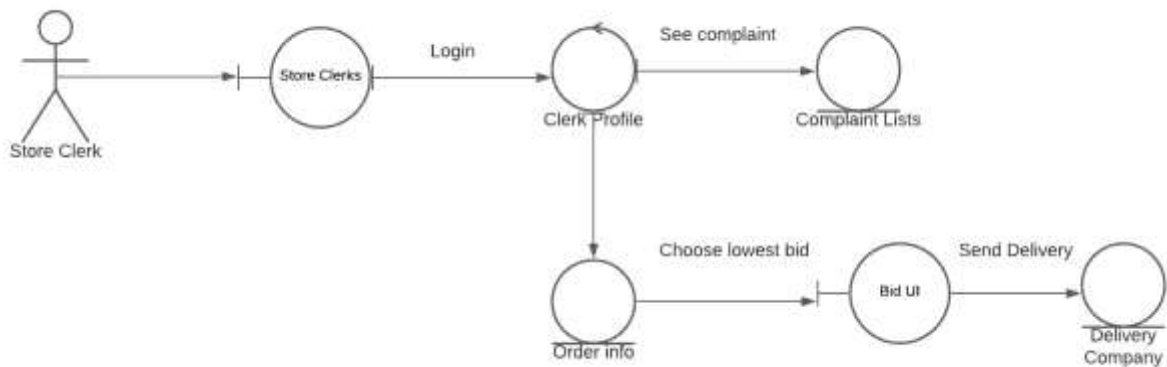 Store Clerk
Store Clerks
Login
Clerk Profile
See complaint
Complaint Lists
Order info
Choose lowest bid
Bid UI
Send Delivery
Delivery
Company